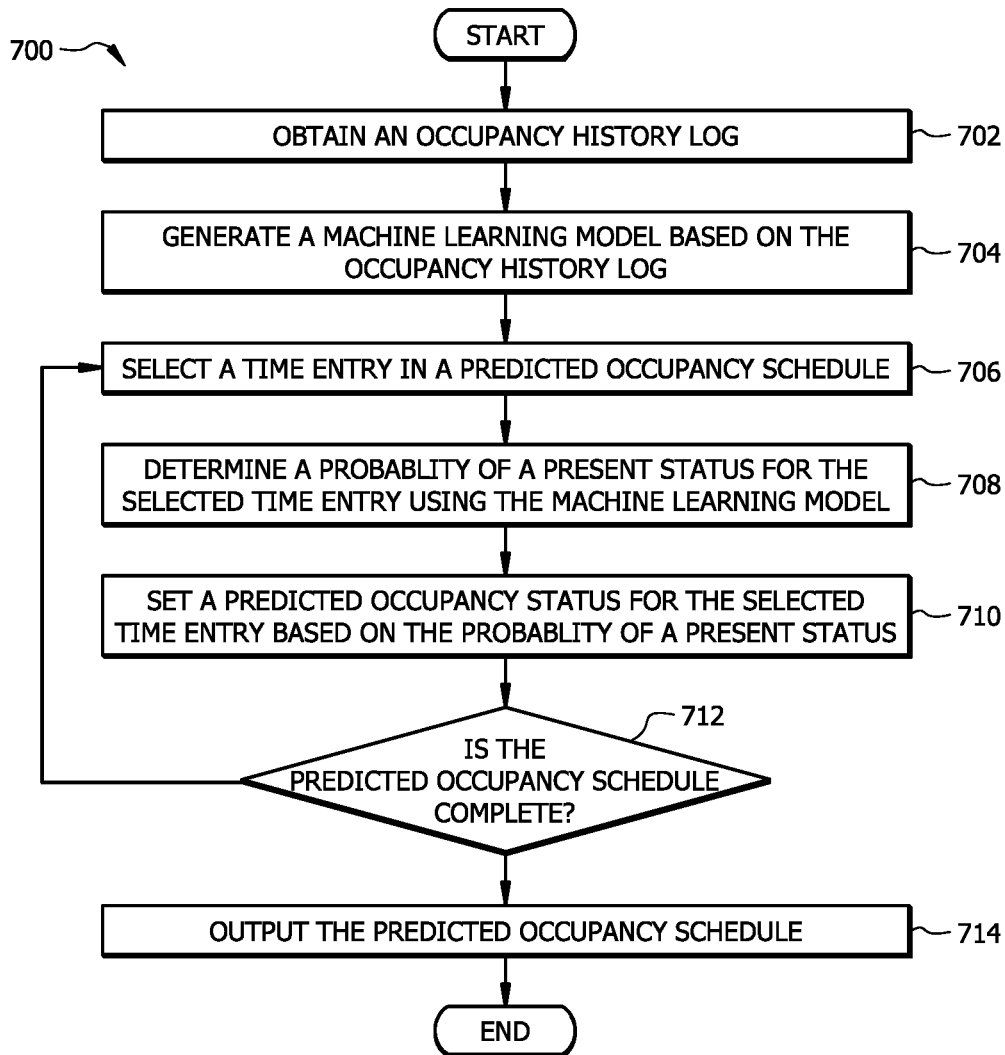 START
700
OBTAIN AN OCCUPANCY HISTORY LOG
702
GENERATE A MACHINE LEARNING MODEL BASED ON THE
OCCUPANCY HISTORY LOG
704
SELECT A TIME ENTRY IN A PREDICTED OCCUPANCY SCHEDULE
706
DETERMINE A PROBABLITY OF A PRESENT STATUS FOR THE
SELECTED TIME ENTRY USING THE MACHINE LEARNING MODEL
708
SET A PREDICTED OCCUPANCY STATUS FOR THE SELECTED
TIME ENTRY BASED ON THE PROBABLITY OF A PRESENT STATUS
710
712
IS THE
PREDICTED OCCUPANCY SCHEDULE
COMPLETE?
OUTPUT THE PREDICTED OCCUPANCY SCHEDULE
714
END